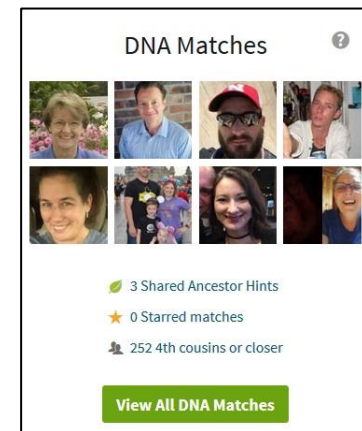 DNA Matches
?
3 Shared Ancestor Hints
0 Starred matches
252 4th cousins or closer
View All DNA Matches